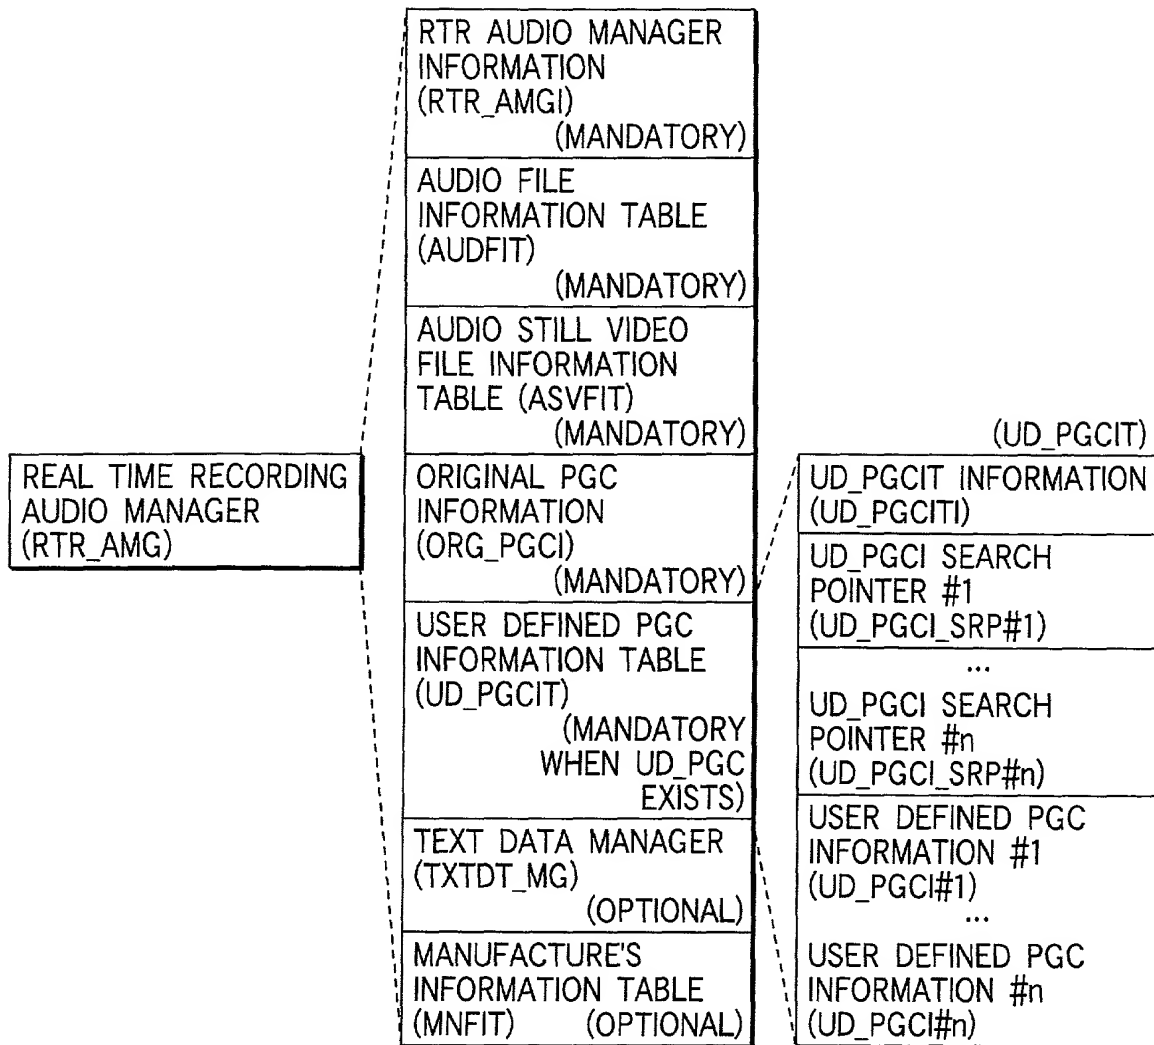 REAL TIME RECORDING
AUDIO MANAGER
(RTR_AMG)
RTR AUDIO MANAGER
INFORMATION
(RTR_AMGI)
(MANDATORY)
AUDIO FILE
INFORMATION TABLE
(AUDFIT)
(MANDATORY)
AUDIO STILL VIDEO
FILE INFORMATION
TABLE (ASVFIT)
(MANDATORY)
ORIGINAL PGC
INFORMATION
(ORG_PGCI)
(MANDATORY)
USER DEFINED PGC
INFORMATION TABLE
(UD_PGCIT)
(MANDATORY
WHEN UD_PGC
EXISTS)
TEXT DATA MANAGER
(TXTDT_MG)
(OPTIONAL)
MANUFACTURE'S
INFORMATION TABLE
(MNFIT) (OPTIONAL)
(UD_PGCIT)
UD_PGCIT INFORMATION
(UD_PGCITI)
UD_PGCI SEARCH
POINTER #1
(UD_PGCI_SRP#1)
...
UD_PGCI SEARCH
POINTER #n
(UD_PGCI_SRP#n)
USER DEFINED PGC
INFORMATION #1
(UD_PGCI#1)
...
USER DEFINED PGC
INFORMATION #n
(UD_PGCI#n)